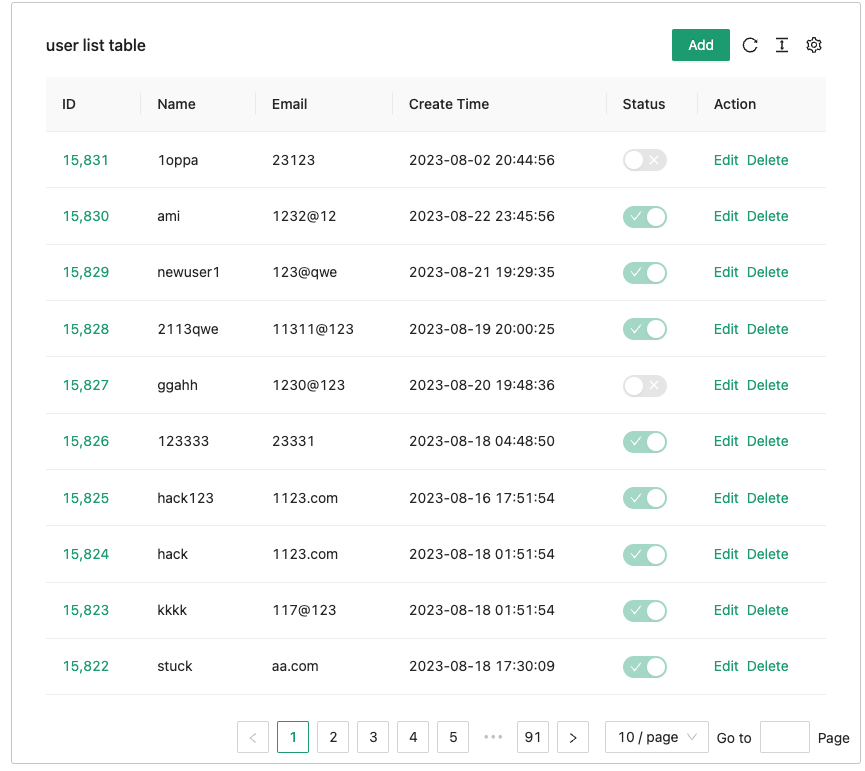 user list table Add
ID Name Email Create Time Status Action
15,831 1oppa 23123 2023-08-02 20:44:56 Edit Delete
15,830 ami 1232@12 2023-08-22 23:45:56 Edit Delete
15,829 newuser1 123@qwe 2023-08-21 19:29:35 Edit Delete
15,828 2113qwe 11311@123 2023-08-19 20:00:25 Edit Delete
15,827 ggahh 1230@123 2023-08-20 19:48:36 Edit Delete
15,826 123333 23331 2023-08-18 04:48:50 Edit Delete
15,825 hack123 1123.com 2023-08-16 17:51:54 Edit Delete
15,824 hack 1123.com 2023-08-18 01:51:54 Edit Delete
15,823 kkkk 117@123 2023-08-18 01:51:54 Edit Delete
15,822 stuck aa.com 2023-08-18 17:30:09 Edit Delete
< 1 2 3 4 5 ••• 91 > 10 / page Go to Page